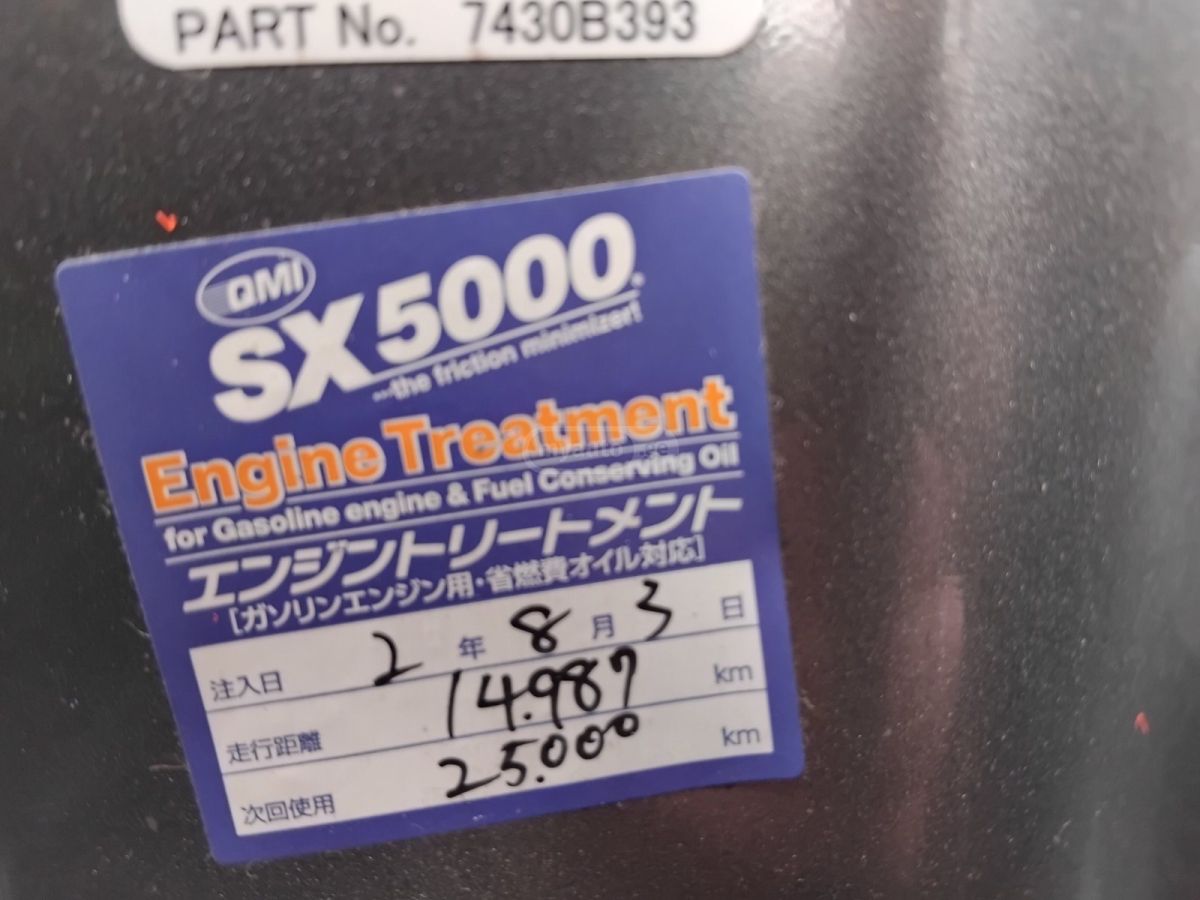 PART No. 7430B393
QMI
SX5000
...the friction minimizer!
Engine Treatment
for Gasoline engine & Fuel Conserving Oil
エンジントリートメント
[ガソリンエンジン用・省燃費オイル対応]
注入日 2 年 8 月 3 日
走行距離 14.987 km
次回使用 25.000 km